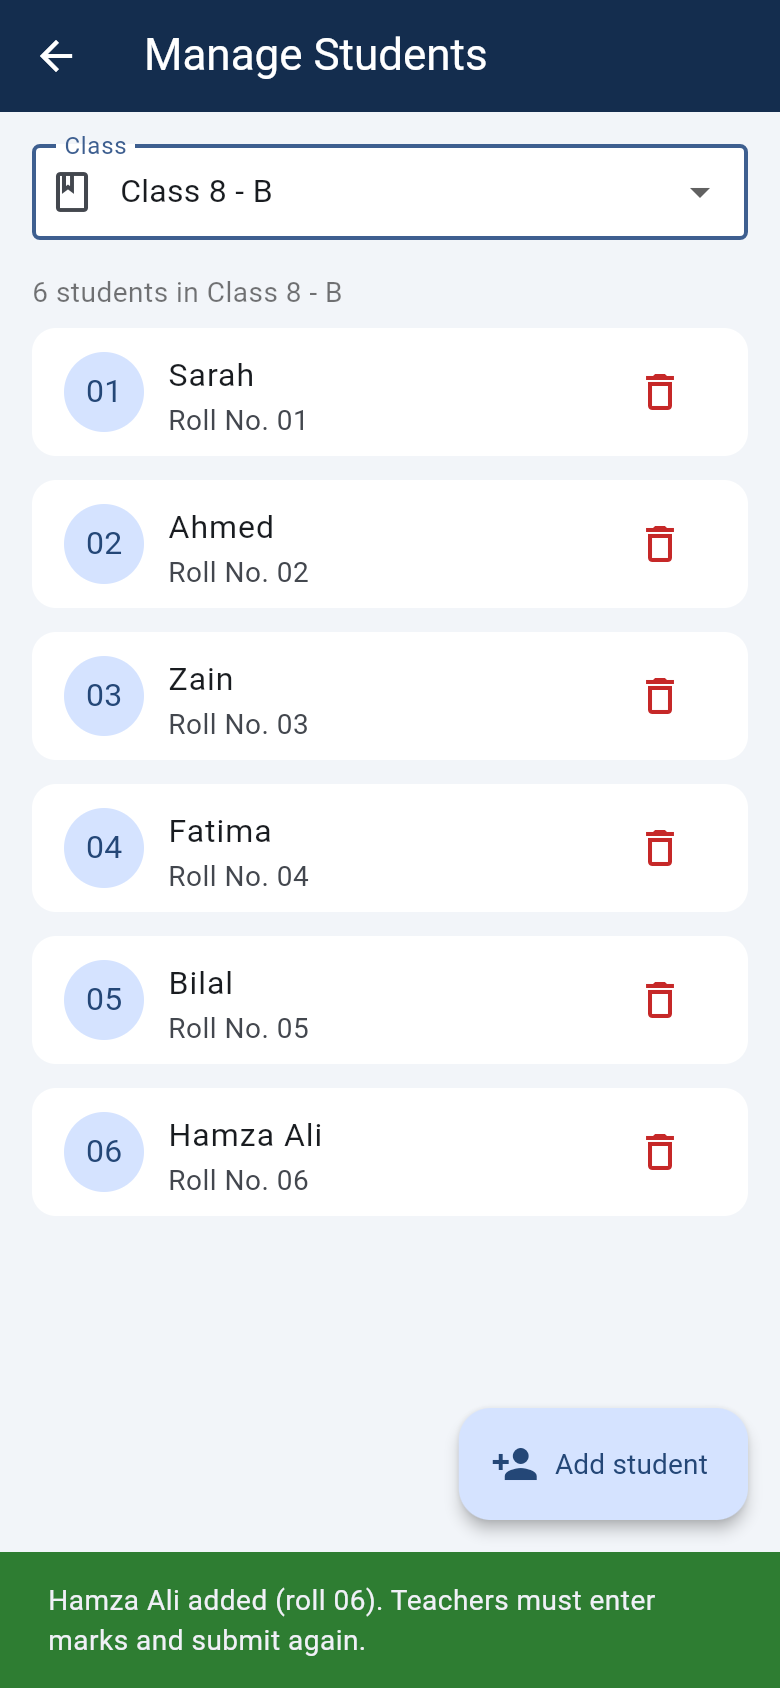 Manage Students
Class
Class 8 - B
6 students in Class 8 - B
01
Sarah
Roll No. 01
02
Ahmed
Roll No. 02
03
Zain
Roll No. 03
04
Fatima
Roll No. 04
05
Bilal
Roll No. 05
06
Hamza Ali
Roll No. 06
Add student
Hamza Ali added (roll 06). Teachers must enter
marks and submit again.